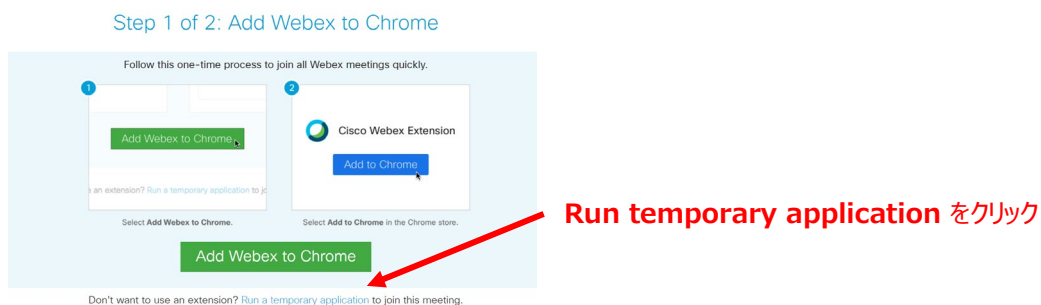 Step 1 of 2: Add Webex to Chrome
Follow this one-time process to join all Webex meetings quickly.
1
Add Webex to Chrome
an extension? Run a temporary application to jo
Select Add Webex to Chrome.
2
Cisco Webex Extension
Add to Chrome
Select Add to Chrome in the Chrome store.
Run temporary application をクリック
Add Webex to Chrome
Don't want to use an extension? Run a temporary application to join this meeting.